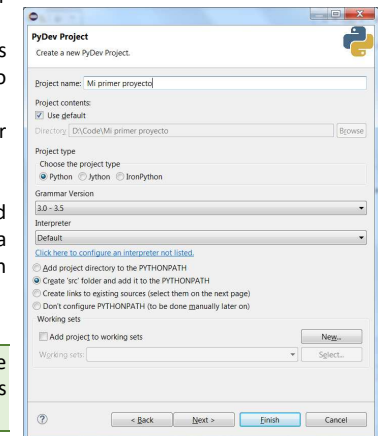 PyDev Project
Create a new PyDev Project.
Project name: Mi primer proyecto
Project contents:
Use default
Directory D:\Code\Mi primer proyecto Browse
Project type
Choose the project type
Python Jython IronPython
Grammar Version
3.0 - 3.5
Interpreter
Default
Click here to configure an interpreter not listed.
Add project directory to the PYTHONPATH
Create 'src' folder and add it to the PYTHONPATH
Create links to existing sources (select them on the next page)
Don't configure PYTHONPATH (to be done manually later on)
Working sets
Add project to working sets New...
Working sets: Select...
? < Back Next > Finish Cancel